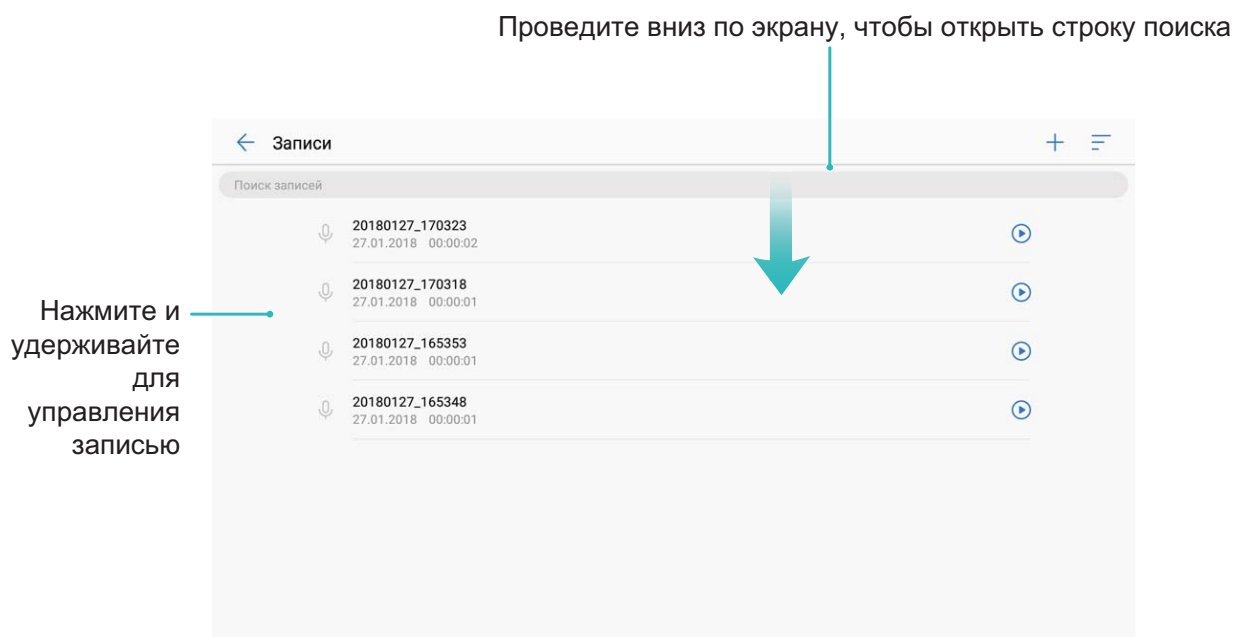 Проведите вниз по экрану, чтобы открыть строку поиска
Записи
Поиск записей
20180127_170323
27.01.2018 00:00:02
20180127_170318
27.01.2018 00:00:01
20180127_165353
27.01.2018 00:00:01
20180127_165348
27.01.2018 00:00:01
Нажмите и
удерживайте
для
управления
записью